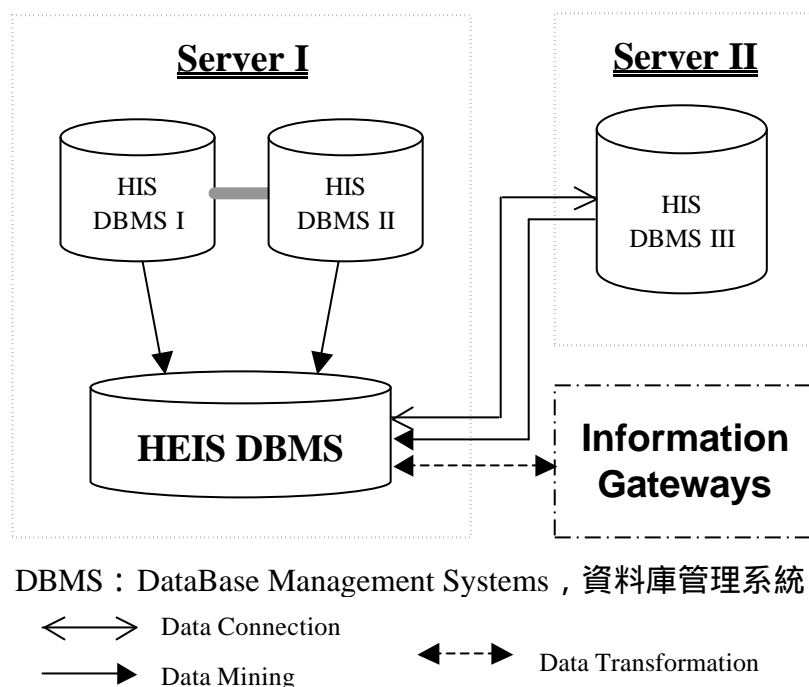 Server I
Server II
HIS
DBMS I
HIS
DBMS II
HIS
DBMS III
HEIS DBMS
Information
Gateways
DBMS：DataBase Management Systems，資料庫管理系統
Data Connection
Data Mining
Data Transformation